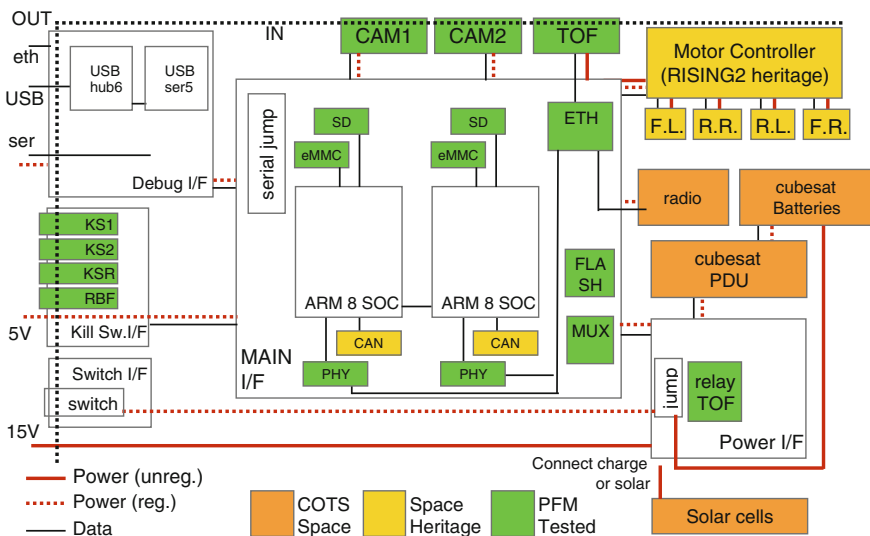 OUT
IN
eth
USB
ser
USB
hub6
USB
ser5
Debug I/F
CAM1
CAM2
TOF
Motor Controller
(RISING2 heritage)
F.L.
R.R.
R.L.
F.R.
serial jump
SD
eMMC
SD
eMMC
ETH
ARM 8 SOC
ARM 8 SOC
CAN
CAN
PHY
PHY
MAIN
I/F
FLA
SH
MUX
radio
cubesat
Batteries
cubesat
PDU
KS1
KS2
KSR
RBF
5V
Kill Sw.I/F
Switch I/F
switch
15V
jump
relay
TOF
Power I/F
Connect charge
or solar
Solar cells
Power (unreg.)
Power (reg.)
Data
COTS
Space
Space
Heritage
PFM
Tested